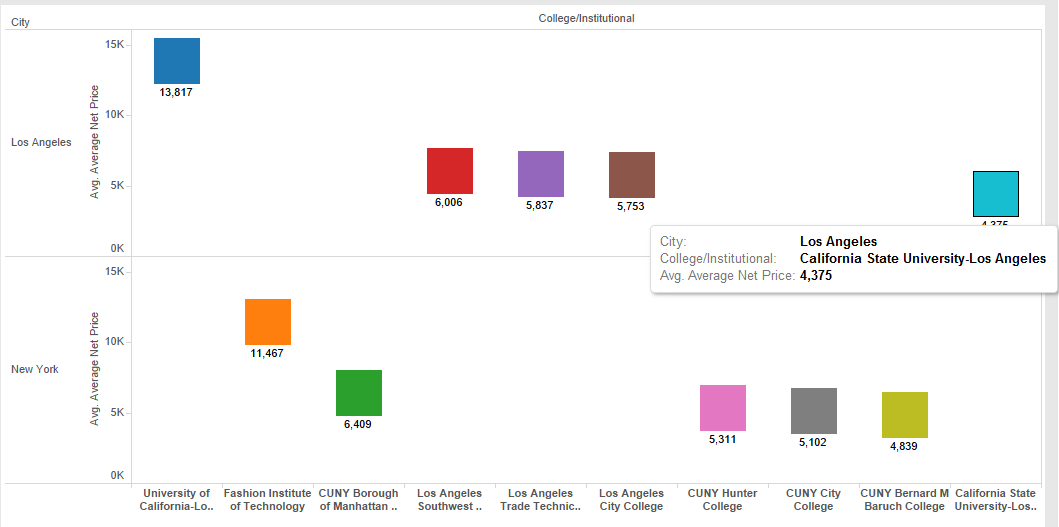 City
College/Institutional
Los Angeles
Avg. Average Net Price
15K
10K
5K
0K
13,817
6,006
5,837
5,753
City: Los Angeles
College/Institutional: California State University-Los Angeles
Avg. Average Net Price: 4,375
New York
Avg. Average Net Price
15K
10K
5K
0K
11,467
6,409
5,311
5,102
4,839
University of
California-Lo..
Fashion Institute
of Technology
CUNY Borough
of Manhattan ..
Los Angeles
Southwest ..
Los Angeles
Trade Technic..
Los Angeles
City College
CUNY Hunter
College
CUNY City
College
CUNY Bernard M
Baruch College
California State
University-Los..